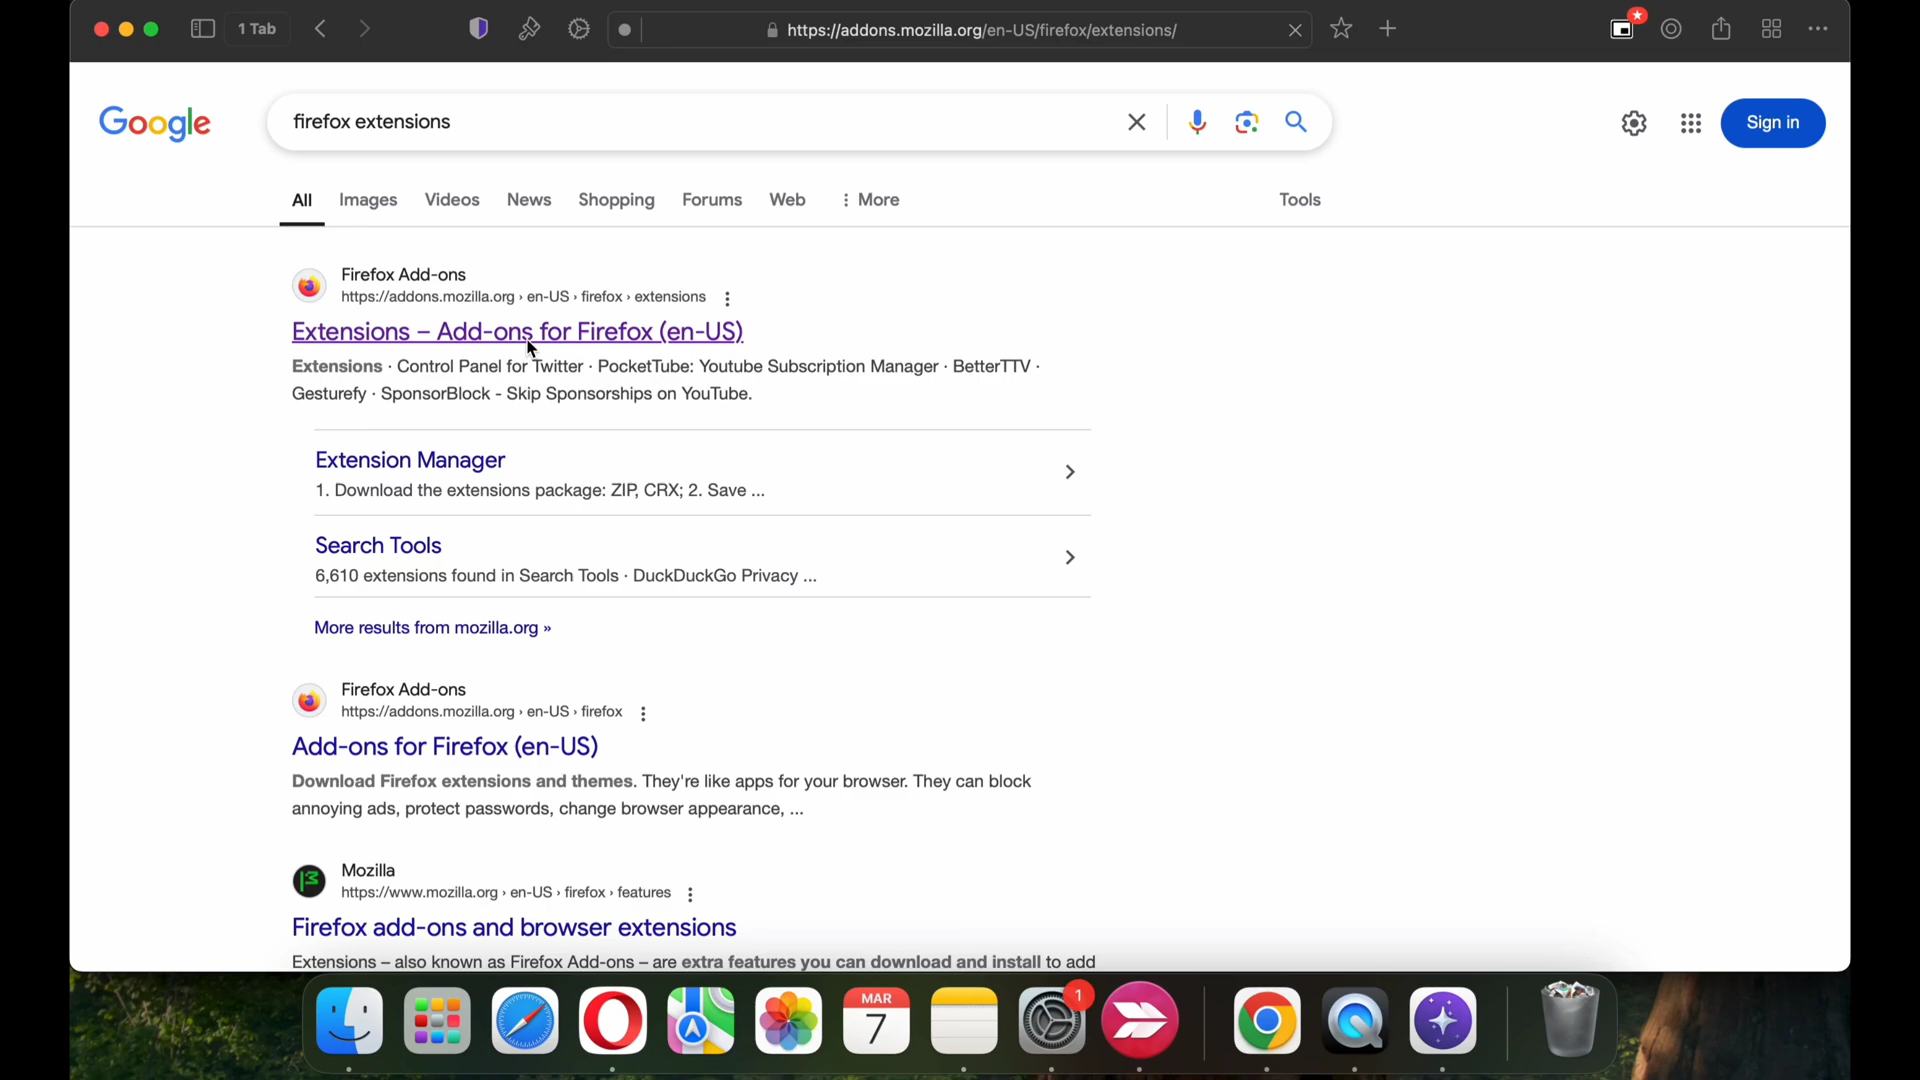 1 Tab
https://addons.mozilla.org/en-US/firefox/extensions/
Google
firefox extensions
Sign in
All Images Videos News Shopping Forums Web More Tools
Firefox Add-ons
https://addons.mozilla.org › en-US › firefox › extensions
Extensions – Add-ons for Firefox (en-US)
Extensions · Control Panel for Twitter · PocketTube: Youtube Subscription Manager · BetterTTV ·
Gesturefy · SponsorBlock - Skip Sponsorships on YouTube.
Extension Manager
1. Download the extensions package: ZIP, CRX; 2. Save ...
Search Tools
6,610 extensions found in Search Tools · DuckDuckGo Privacy ...
More results from mozilla.org »
Firefox Add-ons
https://addons.mozilla.org › en-US › firefox
Add-ons for Firefox (en-US)
Download Firefox extensions and themes. They're like apps for your browser. They can block
annoying ads, protect passwords, change browser appearance, ...
Mozilla
https://www.mozilla.org › en-US › firefox › features
Firefox add-ons and browser extensions
Extensions – also known as Firefox Add-ons – are extra features you can download and install to add
MAR
7
1